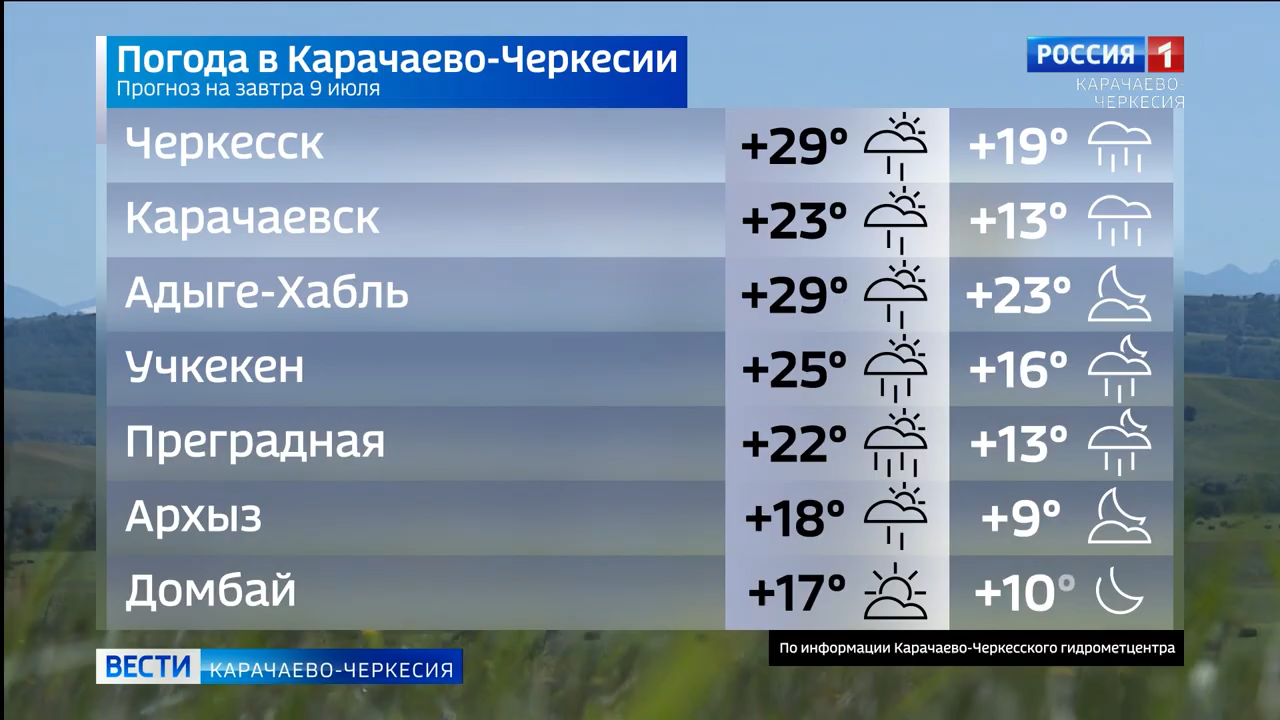 Погода в Карачаево-Черкесии
Прогноз на завтра 9 июля
РОССИЯ 1
КАРАЧАЕВО-
ЧЕРКЕСИЯ
Черкесск +29° +19°
Карачаевск +23° +13°
Адыге-Хабль +29° +23°
Учкекен +25° +16°
Преградная +22° +13°
Архыз +18° +9°
Домбай +17° +10°
По информации Карачаево-Черкесского гидрометцентра
ВЕСТИ КАРАЧАЕВО-ЧЕРКЕСИЯ